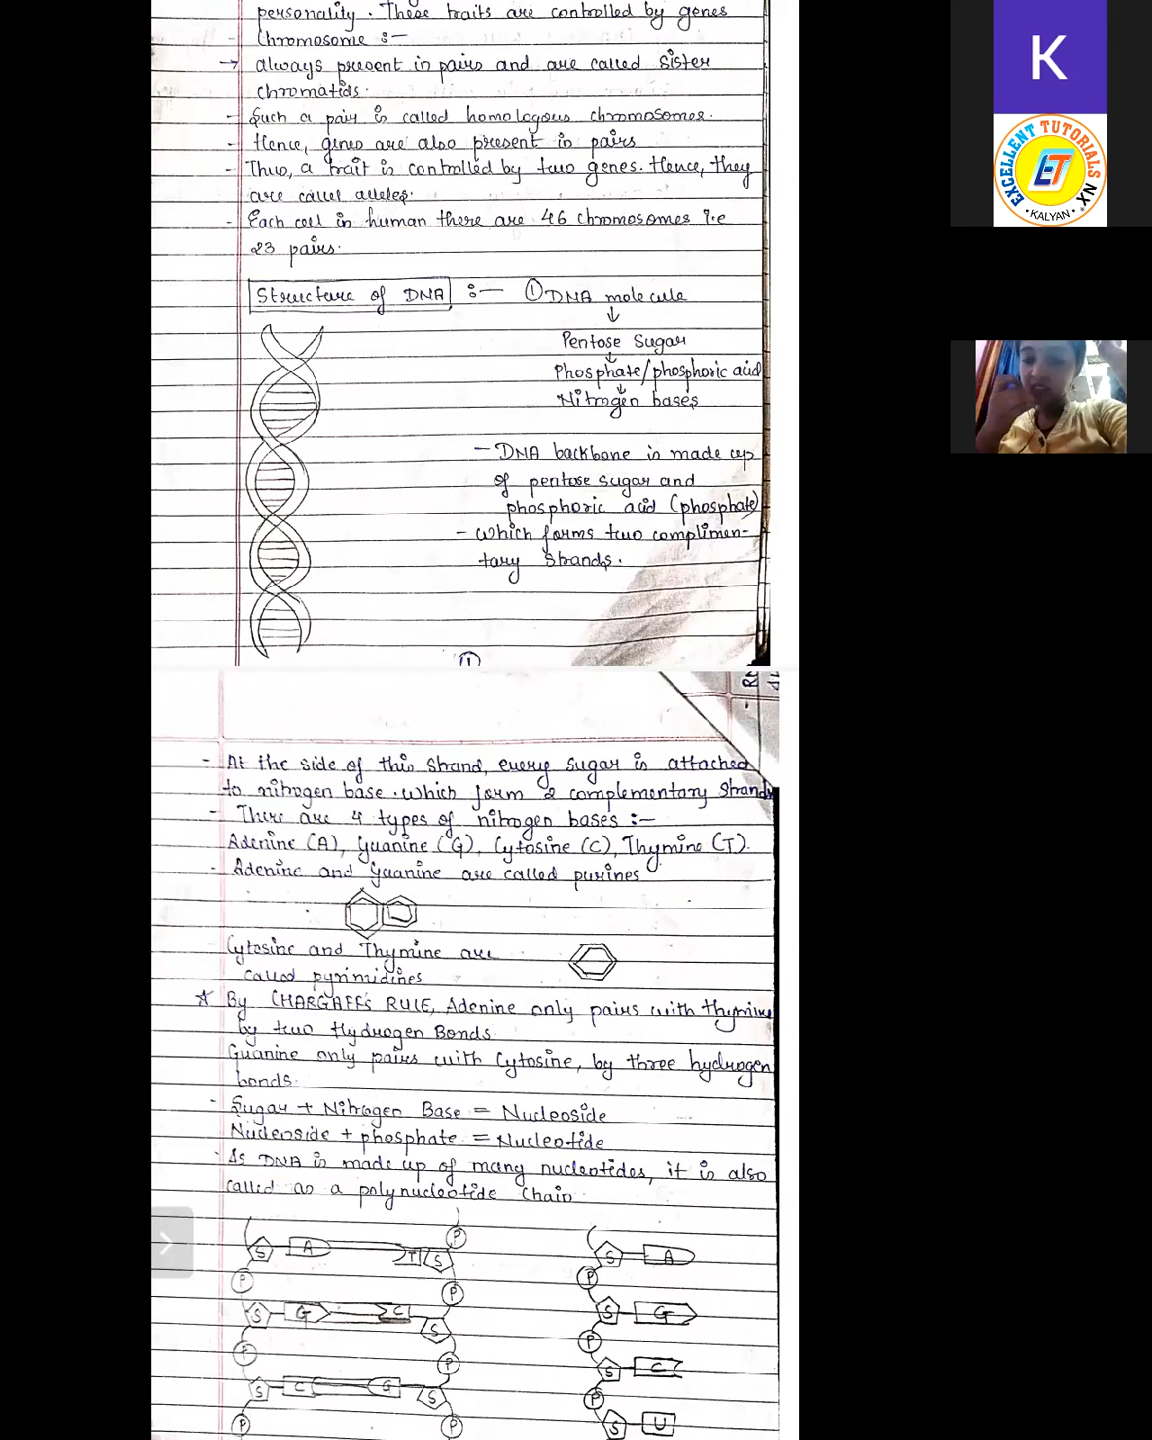 personality. These traits are controlled by genes
- Chromosome :-
→ always present in pairs and are called sister
chromatids.
- Such a pair is called homologous chromosomes.
- Hence, genes are also present in pairs
- Thus, a trait is controlled by two genes. Hence, they
are called alleles.
- Each cell in human there are 46 chromosomes i.e
23 pairs.
Structure of DNA :- ① DNA molecule
↓
Pentose Sugar
↓
Phosphate/phosphoric acid
↓
Nitrogen bases
- DNA backbone is made up
of pentose sugar and
phosphoric acid (phosphate)
- which forms two complimen-
tary strands.
①
- At the side of this strand, every sugar is attached
to nitrogen base. which form 2 complementary strands
- There are 4 types of nitrogen bases :-
Adenine (A), Guanine (G), Cytosine (C), Thymine (T).
- Adenine and Guanine are called purines
Cytosine and Thymine are
called pyrimidines
☆ By CHARGAFF'S RULE, Adenine only pairs with thymine
by two Hydrogen Bonds.
Guanine only pairs with Cytosine, by three hydrogen
bonds.
- Sugar + Nitrogen Base = Nucleoside
Nucleoside + phosphate = Nucleotide
- As DNA is made up of many nucleotides, it is also
called as a polynucleotide chain.
P
S A T S S A
P P P
S G C S S G
P P P
S C G S S C
P P P
S U
K
EXCELLENT TUTORIALS NX
ET
• KALYAN •